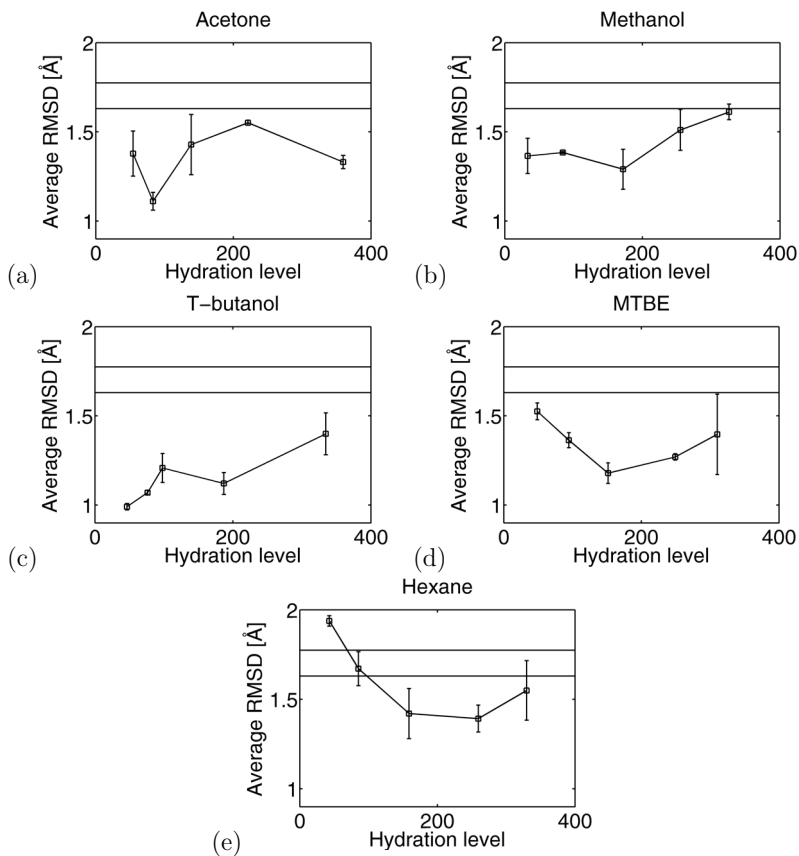 Acetone
2
1.5
1
0 200 400
Average RMSD [Å]
Hydration level
(a)
Methanol
2
1.5
1
0 200 400
Average RMSD [Å]
Hydration level
(b)
T-butanol
2
1.5
1
0 200 400
Average RMSD [Å]
Hydration level
(c)
MTBE
2
1.5
1
0 200 400
Average RMSD [Å]
Hydration level
(d)
Hexane
2
1.5
1
0 200 400
Average RMSD [Å]
Hydration level
(e)